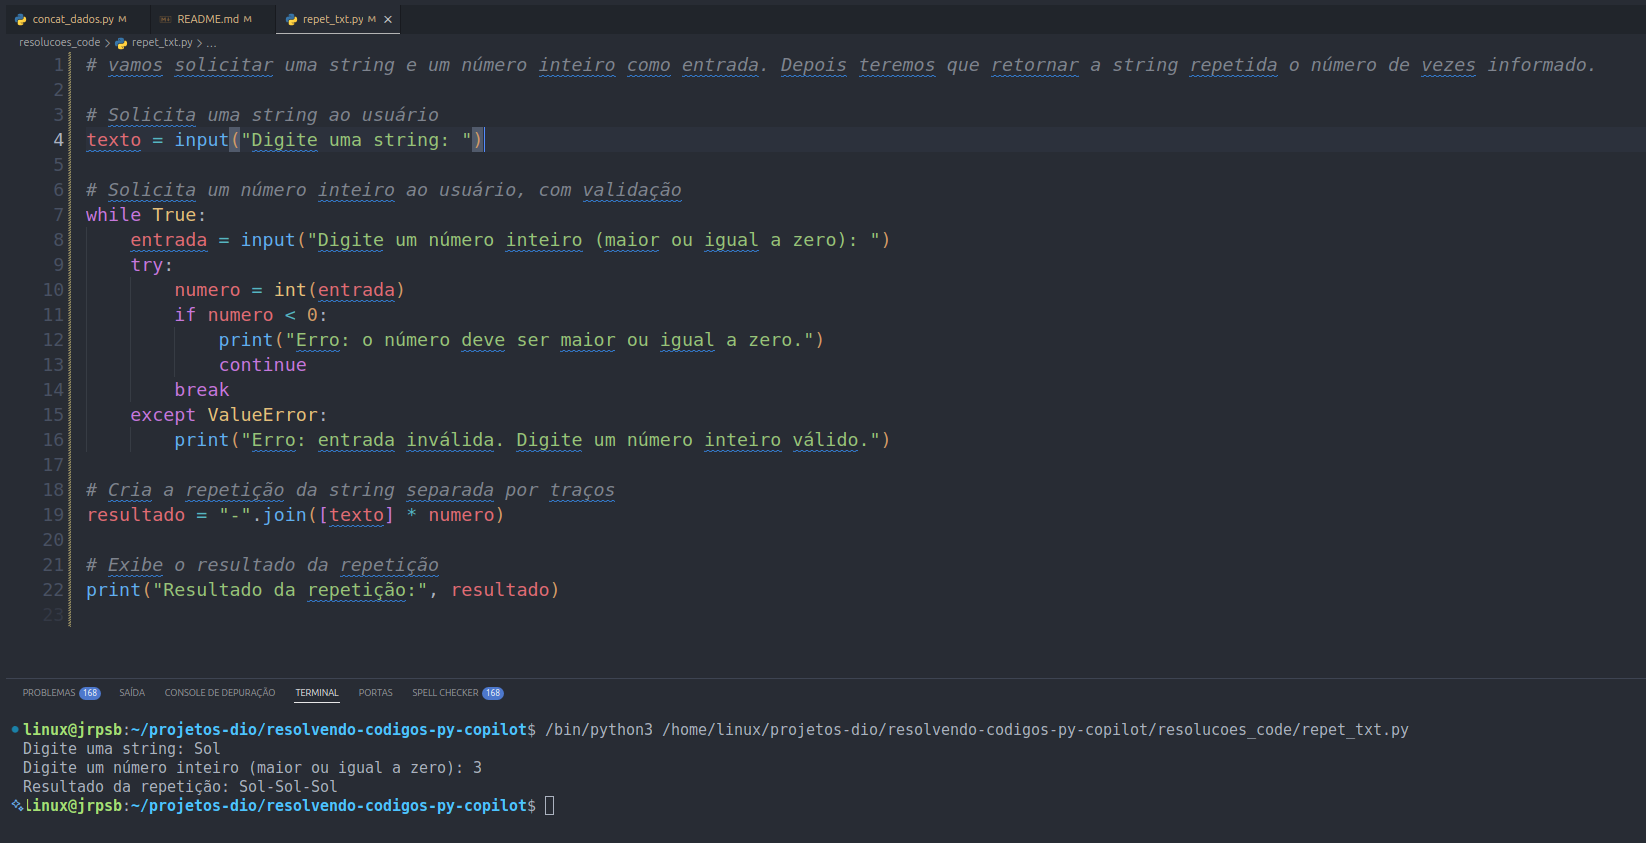 concat_dados.py M README.md M repet_txt.py M ×
resolucoes_code > repet_txt.py > ...
1 # vamos solicitar uma string e um número inteiro como entrada. Depois teremos que retornar a string repetida o número de vezes informado.
2
3 # Solicita uma string ao usuário
4 texto = input("Digite uma string: ")
5
6 # Solicita um número inteiro ao usuário, com validação
7 while True:
8     entrada = input("Digite um número inteiro (maior ou igual a zero): ")
9     try:
10         numero = int(entrada)
11         if numero < 0:
12             print("Erro: o número deve ser maior ou igual a zero.")
13             continue
14         break
15     except ValueError:
16         print("Erro: entrada inválida. Digite um número inteiro válido.")
17
18 # Cria a repetição da string separada por traços
19 resultado = "-".join([texto] * numero)
20
21 # Exibe o resultado da repetição
22 print("Resultado da repetição:", resultado)
23
PROBLEMAS 168 SAÍDA CONSOLE DE DEPURAÇÃO TERMINAL PORTAS SPELL CHECKER 168
linux@jrpsb:~/projetos-dio/resolvendo-codigos-py-copilot$ /bin/python3 /home/linux/projetos-dio/resolvendo-codigos-py-copilot/resolucoes_code/repet_txt.py
Digite uma string: Sol
Digite um número inteiro (maior ou igual a zero): 3
Resultado da repetição: Sol-Sol-Sol
linux@jrpsb:~/projetos-dio/resolvendo-codigos-py-copilot$